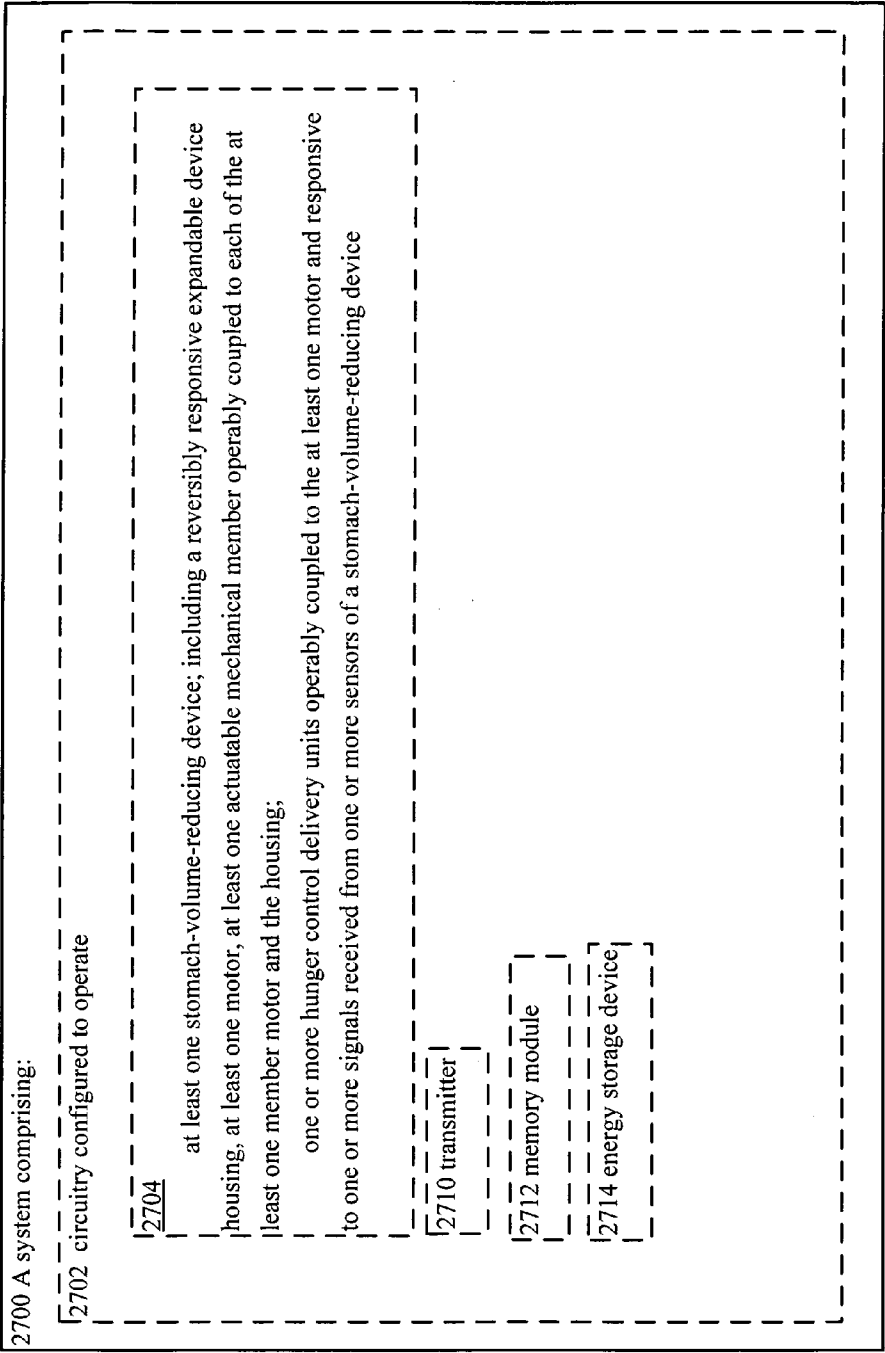 2700 A system comprising:
2702 circuitry configured to operate
2704
at least one stomach-volume-reducing device; including a reversibly responsive expandable device
housing, at least one motor, at least one actuatable mechanical member operably coupled to each of the at
least one member motor and the housing;
one or more hunger control delivery units operably coupled to the at least one motor and responsive
to one or more signals received from one or more sensors of a stomach-volume-reducing device
2710 transmitter
2712 memory module
2714 energy storage device